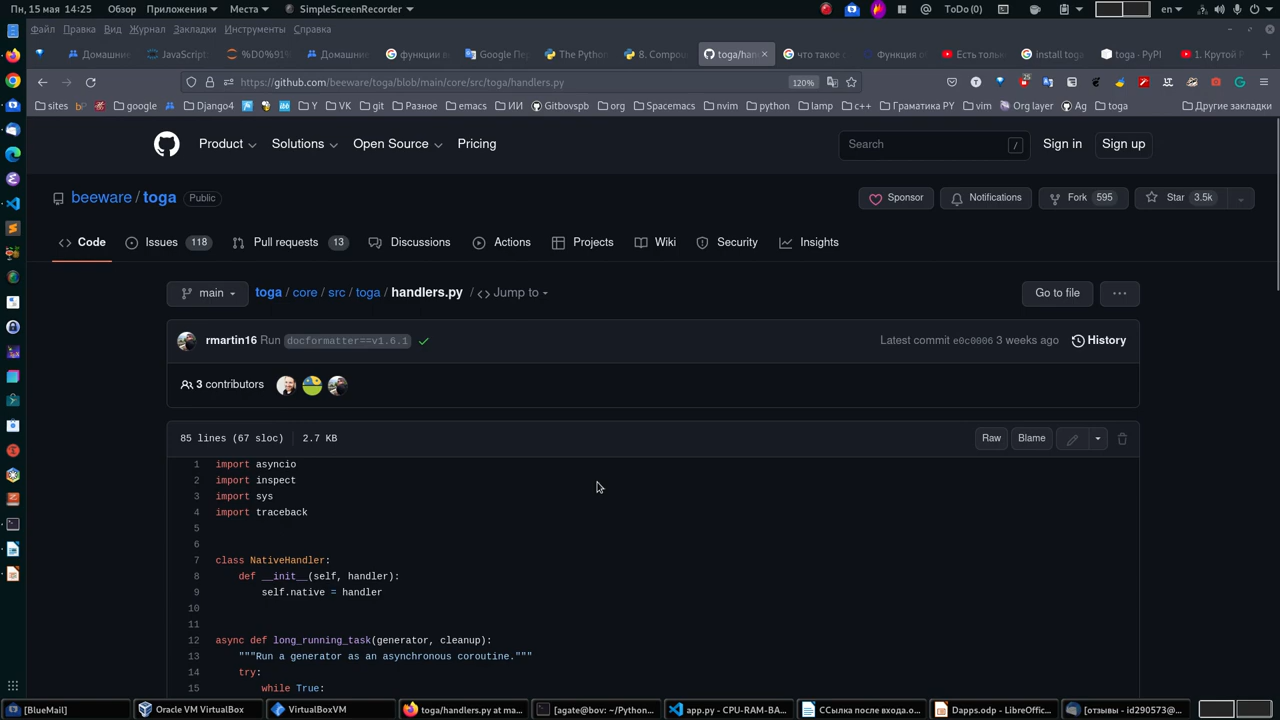 Пн, 15 мая 14:25 Обзор Приложения Места SimpleScreenRecorder ToDo(0) en
Файл Правка Вид Журнал Закладки Инструменты Справка
Домашни JavaScript %D0%91% Домашни функции Google Пе The Python 8. Compou toga/han что такое Функция Есть тольк install toga toga · PyPI 1. Крутой
https://github.com/beeware/toga/blob/main/core/src/toga/handlers.py 120% 25
sites google Django4 Y VK git Разное emacs ИИ Gitbovspb org Spacemacs nvim python lamp c++ Граматика РУ vim Org layer Ag toga Другие закладки
Product Solutions Open Source Pricing Search / Sign in Sign up
beeware / toga Public Sponsor Notifications Fork 595 Star 3.5k
Code Issues 118 Pull requests 13 Discussions Actions Projects Wiki Security Insights
main toga / core / src / toga / handlers.py / Jump to Go to file
rmartin16 Run docformatter==v1.6.1 Latest commit e0c0006 3 weeks ago History
3 contributors
85 lines (67 sloc) 2.7 KB Raw Blame
1 import asyncio
2 import inspect
3 import sys
4 import traceback
5
6
7 class NativeHandler:
8 def __init__(self, handler):
9 self.native = handler
10
11
12 async def long_running_task(generator, cleanup):
13 """Run a generator as an asynchronous coroutine."""
14 try:
15 while True:
[BlueMail] Oracle VM VirtualBox VirtualBoxVM toga/handlers.py at ma... [agate@bov: ~/Python... app.py - CPU-RAM-BA... ССылка после входа.o... Dapps.odp - LibreOffic... [отзывы - id290573@...